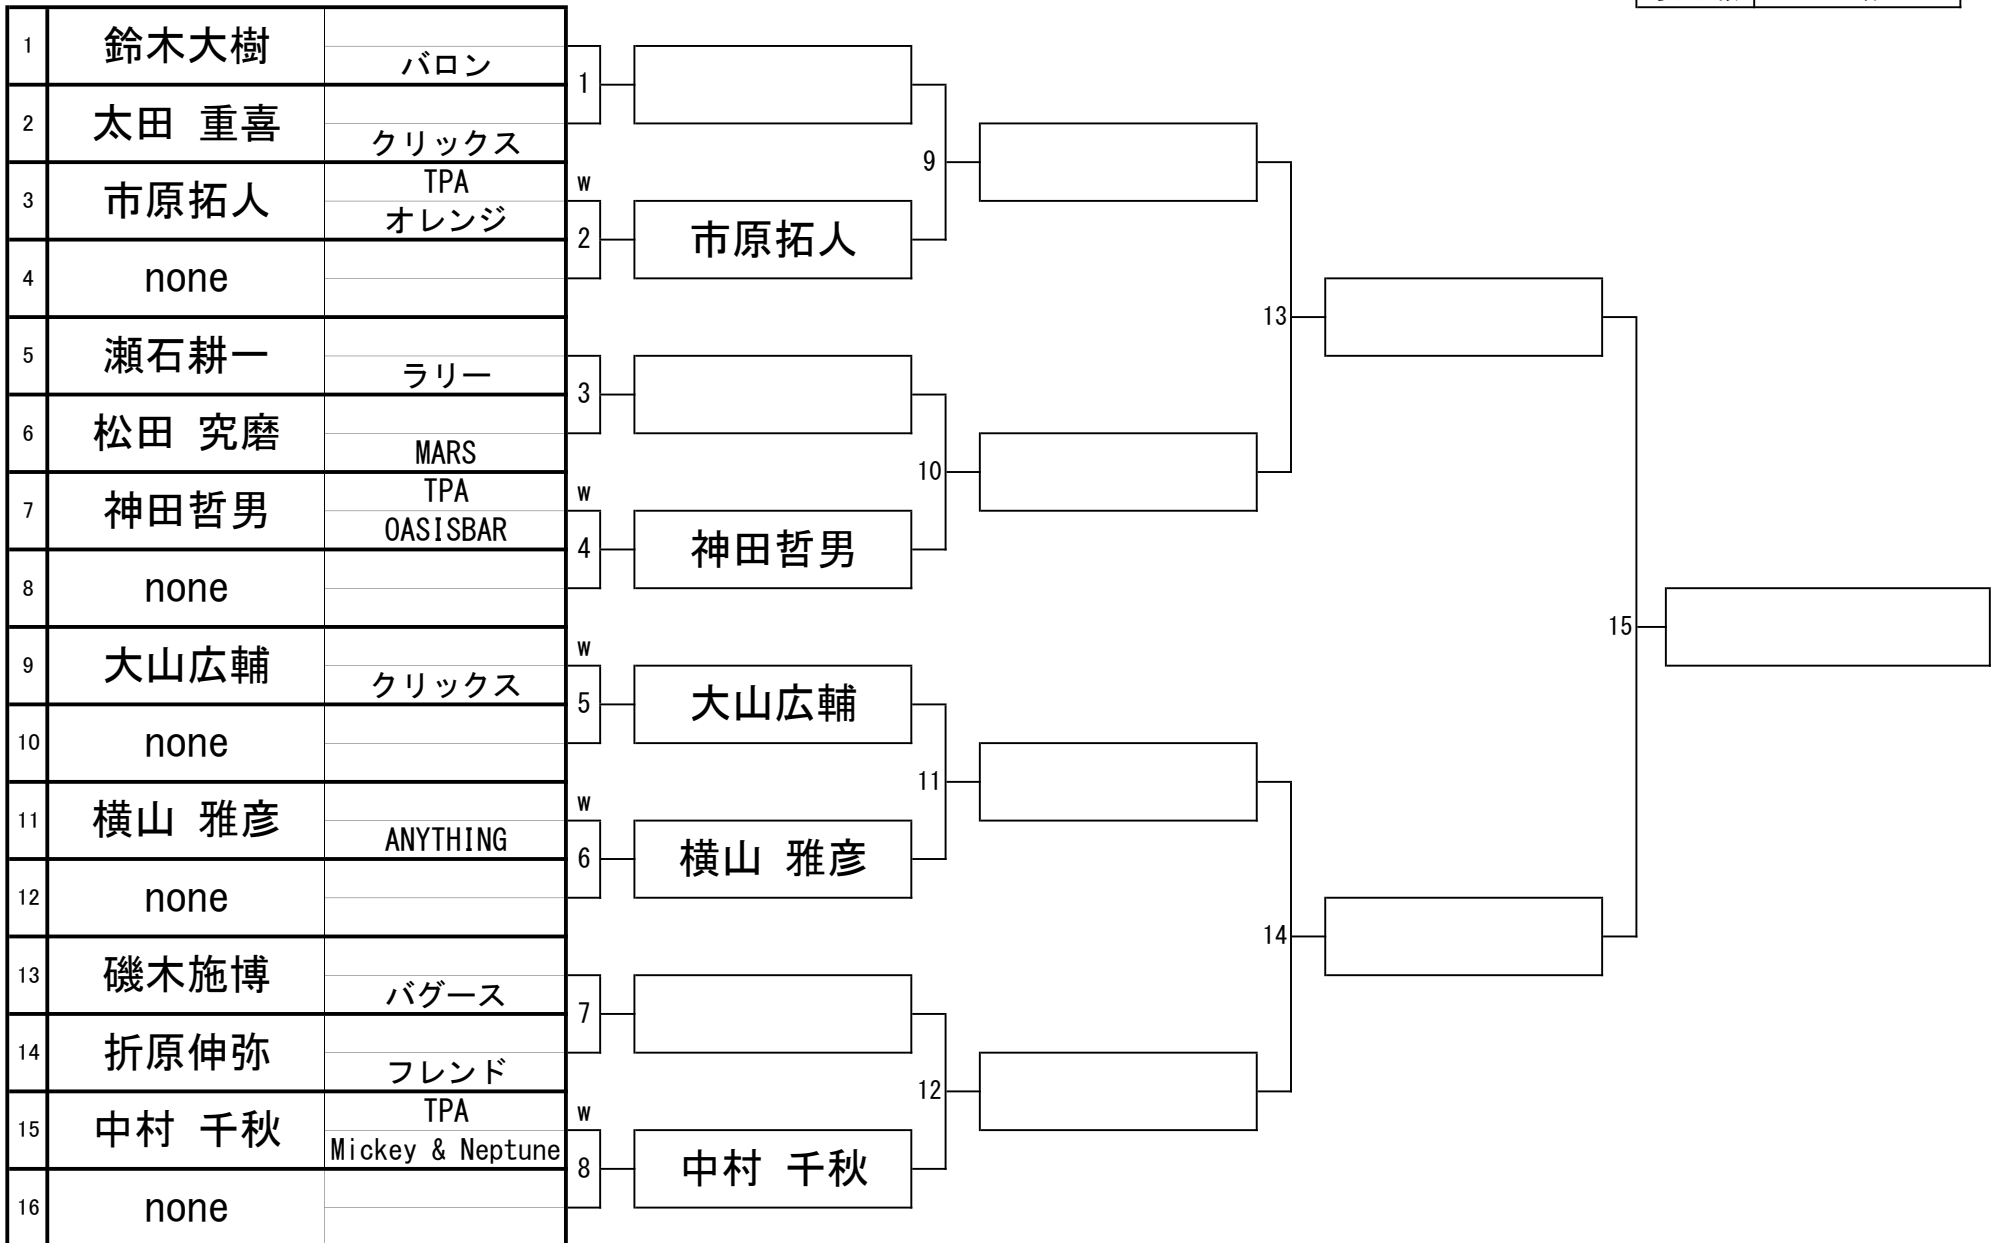 1 鈴木大樹 バロン
2 太田 重喜 クリックス
3 市原拓人 TPA オレンジ
4 none
5 瀬石耕一 ラリー
6 松田 究磨 MARS
7 神田哲男 TPA OASISBAR
8 none
9 大山広輔 クリックス
10 none
11 横山 雅彦 ANYTHING
12 none
13 磯木施博 バグース
14 折原伸弥 フレンド
15 中村 千秋 TPA Mickey & Neptune
16 none
1
W
2 市原拓人
3
W
4 神田哲男
W
5 大山広輔
W
6 横山 雅彦
7
W
8 中村 千秋
9
10
11
12
13
14
15